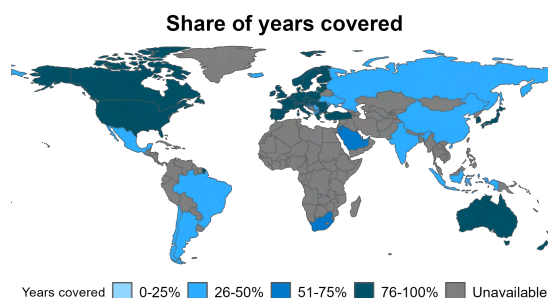 Share of years covered
Years covered 0-25% 26-50% 51-75% 76-100% Unavailable